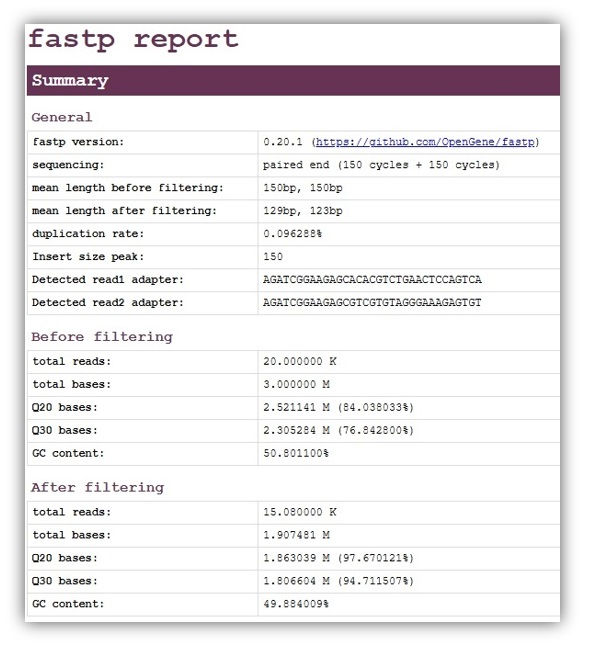 fastp report
Summary
General
fastp version: 0.20.1 (https://github.com/OpenGene/fastp)
sequencing: paired end (150 cycles + 150 cycles)
mean length before filtering: 150bp, 150bp
mean length after filtering: 129bp, 123bp
duplication rate: 0.096288%
Insert size peak: 150
Detected read1 adapter: AGATCGGAAGAGCACACGTCTGAACTCCAGTCA
Detected read2 adapter: AGATCGGAAGAGCGTCGTGTAGGGAAAGAGTGT
Before filtering
total reads: 20.000000 K
total bases: 3.000000 M
Q20 bases: 2.521141 M (84.038033%)
Q30 bases: 2.305284 M (76.842800%)
GC content: 50.801100%
After filtering
total reads: 15.080000 K
total bases: 1.907481 M
Q20 bases: 1.863039 M (97.670121%)
Q30 bases: 1.806604 M (94.711507%)
GC content: 49.884009%